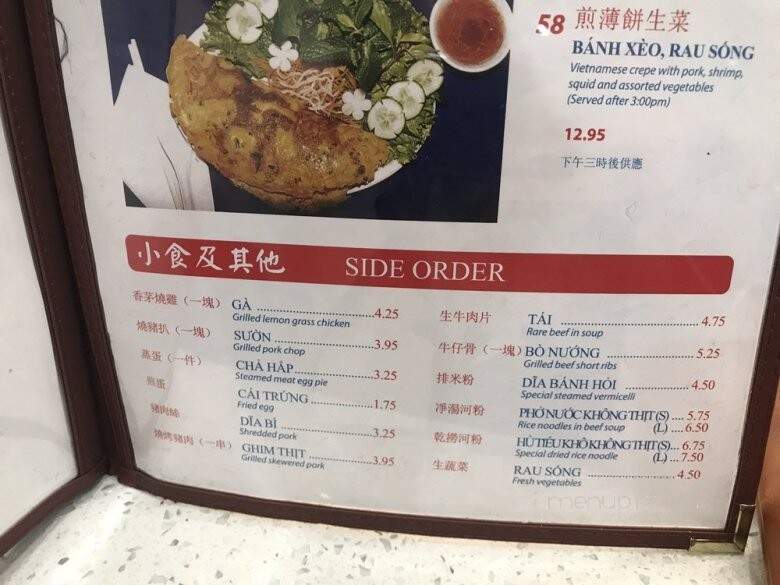 58 煎薄餅生菜
BÁNH XÈO, RAU SỐNG
Vietnamese crepe with pork, shrimp,
squid and assorted vegetables
(Served after 3:00pm)
12.95
下午三時後供應
小食及其他 SIDE ORDER
香茅燒雞（一塊） GÀ 4.25
Grilled lemon grass chicken
燒豬扒（一塊） SƯỜN 3.95
Grilled pork chop
蒸蛋（一件） CHẢ HẤP 3.25
Steamed meat egg pie
煎蛋 CÁI TRỨNG 1.75
Fried egg
豬肉絲 DĨA BÌ 3.25
Shredded pork
燒烤豬肉（一串） GHIM THỊT 3.95
Grilled skewered pork
生牛肉片 TÁI 4.75
Rare beef in soup
牛仔骨（一塊） BÒ NƯỚNG 5.25
Grilled beef short ribs
排米粉 DĨA BÁNH HỎI 4.50
Special steamed vermicelli
凈湯河粉 PHỞ NƯỚC KHÔNG THỊT (S) .... 5.75
Rice noodles in beef soup (L) .... 6.50
乾撈河粉 HỦ TIẾU KHÔ KHÔNG THỊT (S) ... 6.75
Special dried rice noodle (L) ... 7.50
生蔬菜 RAU SỐNG 4.50
Fresh vegetables
menup